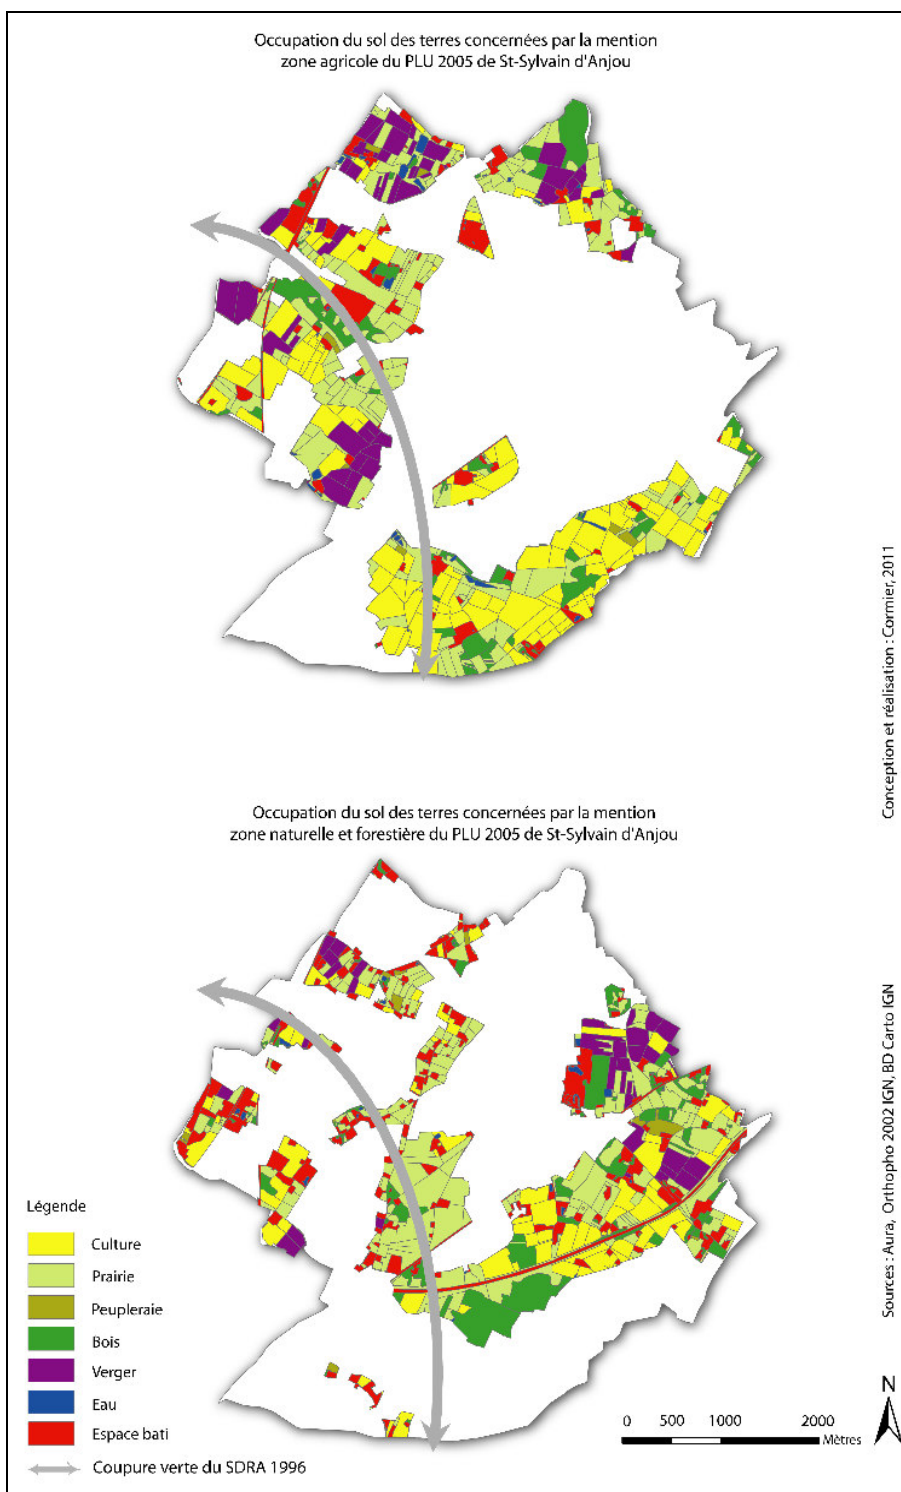 Occupation du sol des terres concernées par la mention
zone agricole du PLU 2005 de St-Sylvain d'Anjou
Conception et réalisation : Cormier, 2011
Occupation du sol des terres concernées par la mention
zone naturelle et forestière du PLU 2005 de St-Sylvain d'Anjou
Sources : Aura, Orthopho 2002 IGN, BD Carto IGN
Légende
Culture
Prairie
Peupleraie
Bois
Verger
Eau
Espace bati
Coupure verte du SDRA 1996
N
0 500 1000 2000
Mètres